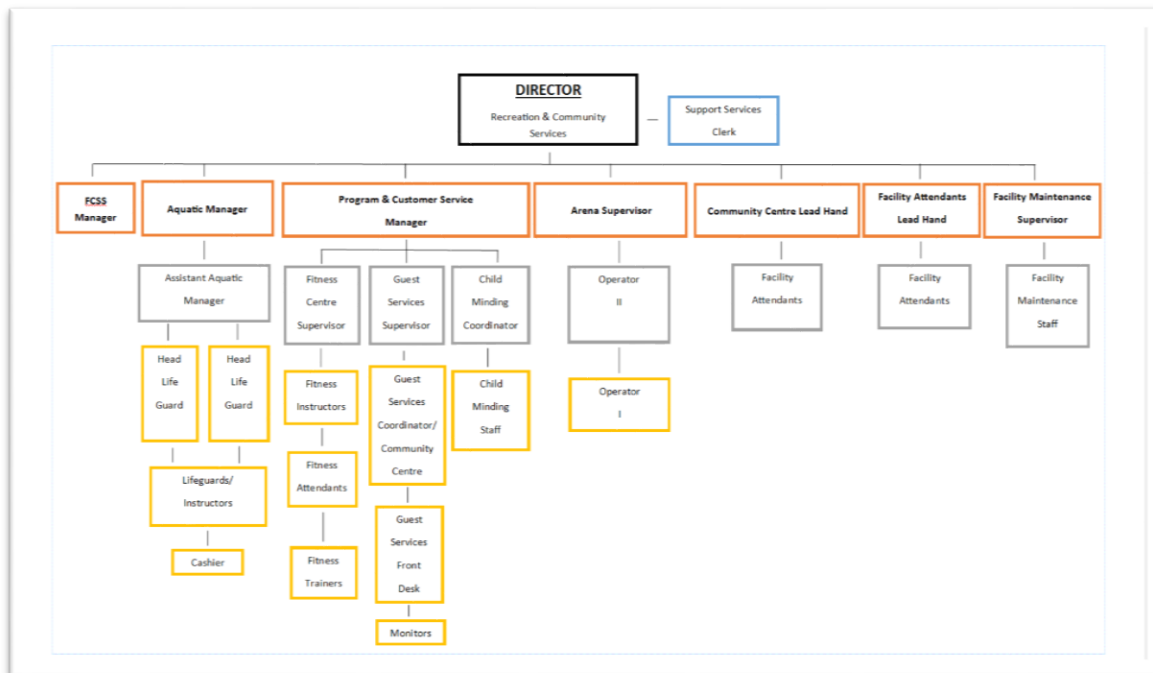 DIRECTOR
Recreation & Community
Services
Support Services
Clerk
FCSS
Manager
Aquatic Manager
Program & Customer Service
Manager
Arena Supervisor
Community Centre Lead Hand
Facility Attendants
Lead Hand
Facility Maintenance
Supervisor
Assistant Aquatic
Manager
Fitness
Centre
Supervisor
Guest
Services
Supervisor
Child
Minding
Coordinator
Operator
II
Facility
Attendants
Facility
Attendants
Facility
Maintenance
Staff
Head
Life
Guard
Head
Life
Guard
Fitness
Instructors
Guest
Services
Coordinator/
Community
Centre
Child
Minding
Staff
Operator
I
Lifeguards/
Instructors
Fitness
Attendants
Guest
Services
Front
Desk
Cashier
Fitness
Trainers
Monitors